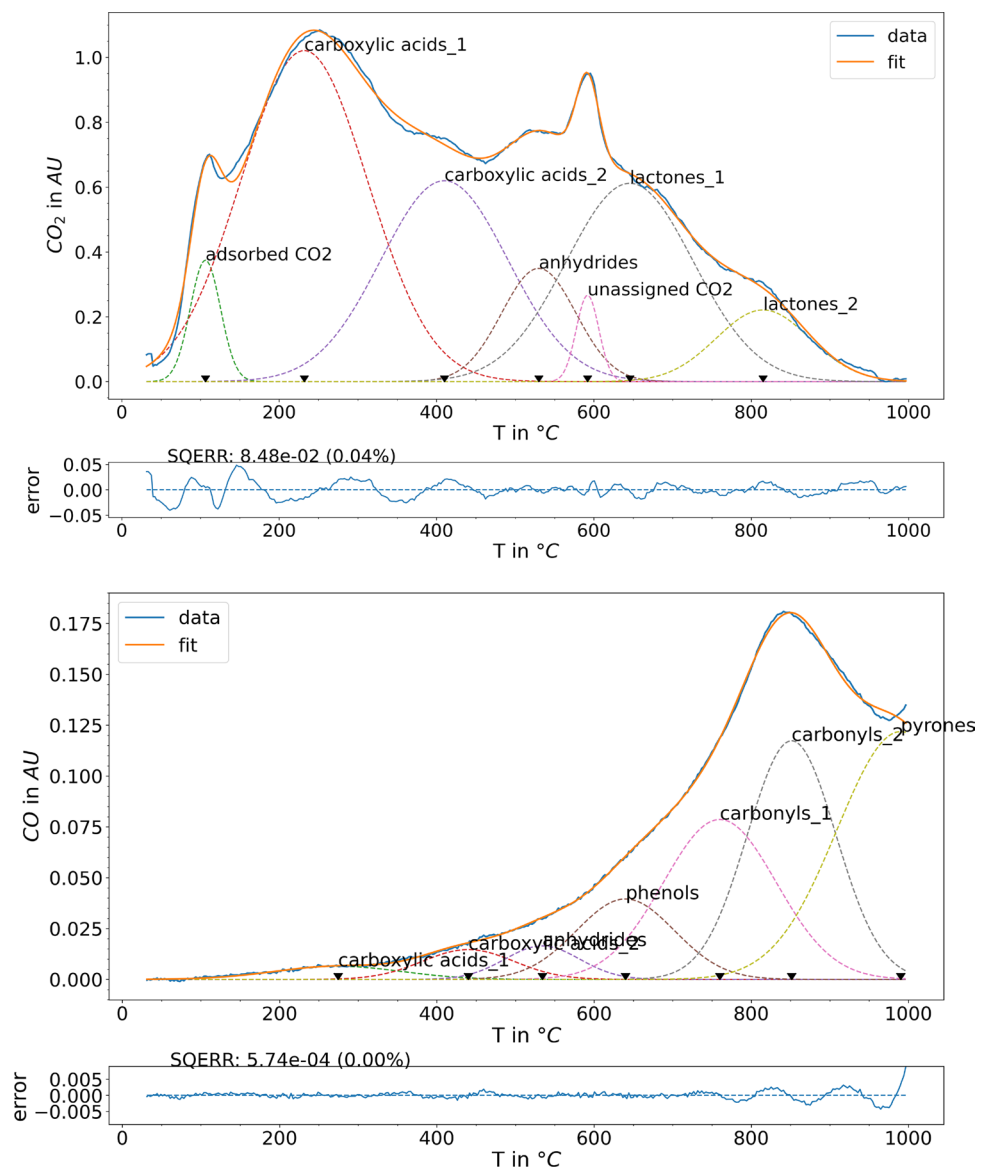 data
fit
carboxylic acids_1
carboxylic acids_2
lactones_1
adsorbed CO2
anhydrides
unassigned CO2
lactones_2
CO₂ in AU
1.0
0.8
0.6
0.4
0.2
0.0
0 200 400 600 800 1000
T in °C
SQERR: 8.48e-02 (0.04%)
error
0.05
0.00
−0.05
0 200 400 600 800 1000
T in °C
data
fit
CO in AU
0.175
0.150
0.125
0.100
0.075
0.050
0.025
0.000
pyrones
carbonyls_2
carbonyls_1
phenols
anhydrides
carboxylic acids_2
carboxylic acids_1
0 200 400 600 800 1000
T in °C
SQERR: 5.74e-04 (0.00%)
error
0.005
0.000
−0.005
0 200 400 600 800 1000
T in °C